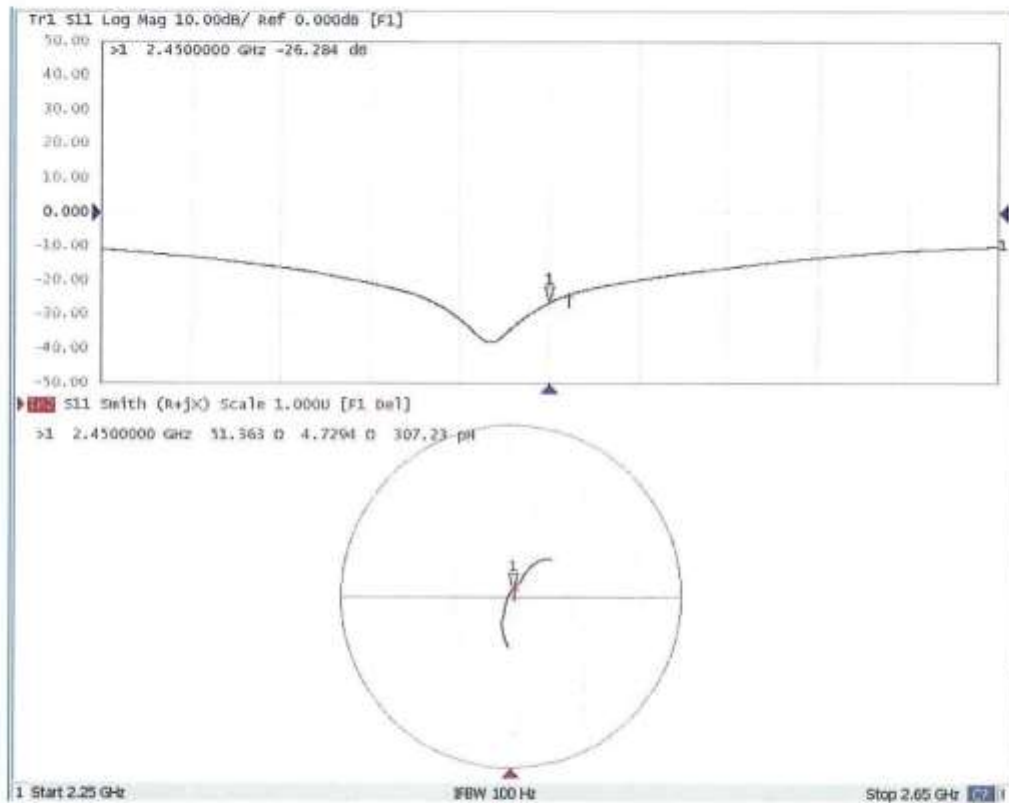 Tr1 S11 Log Mag 10.00dB/ Ref 0.000dB [F1]
50.00
>1 2.4500000 GHz -26.284 dB
40.00
30.00
20.00
10.00
0.000
-10.00
1
-20.00
1
-30.00
-40.00
-50.00
S11 Smith (R+jX) Scale 1.000U [F1 Del]
>1 2.4500000 GHz 51.363 Ω 4.7294 Ω 307.23 pH
1
1 Start 2.25 GHz IFBW 100 Hz Stop 2.65 GHz